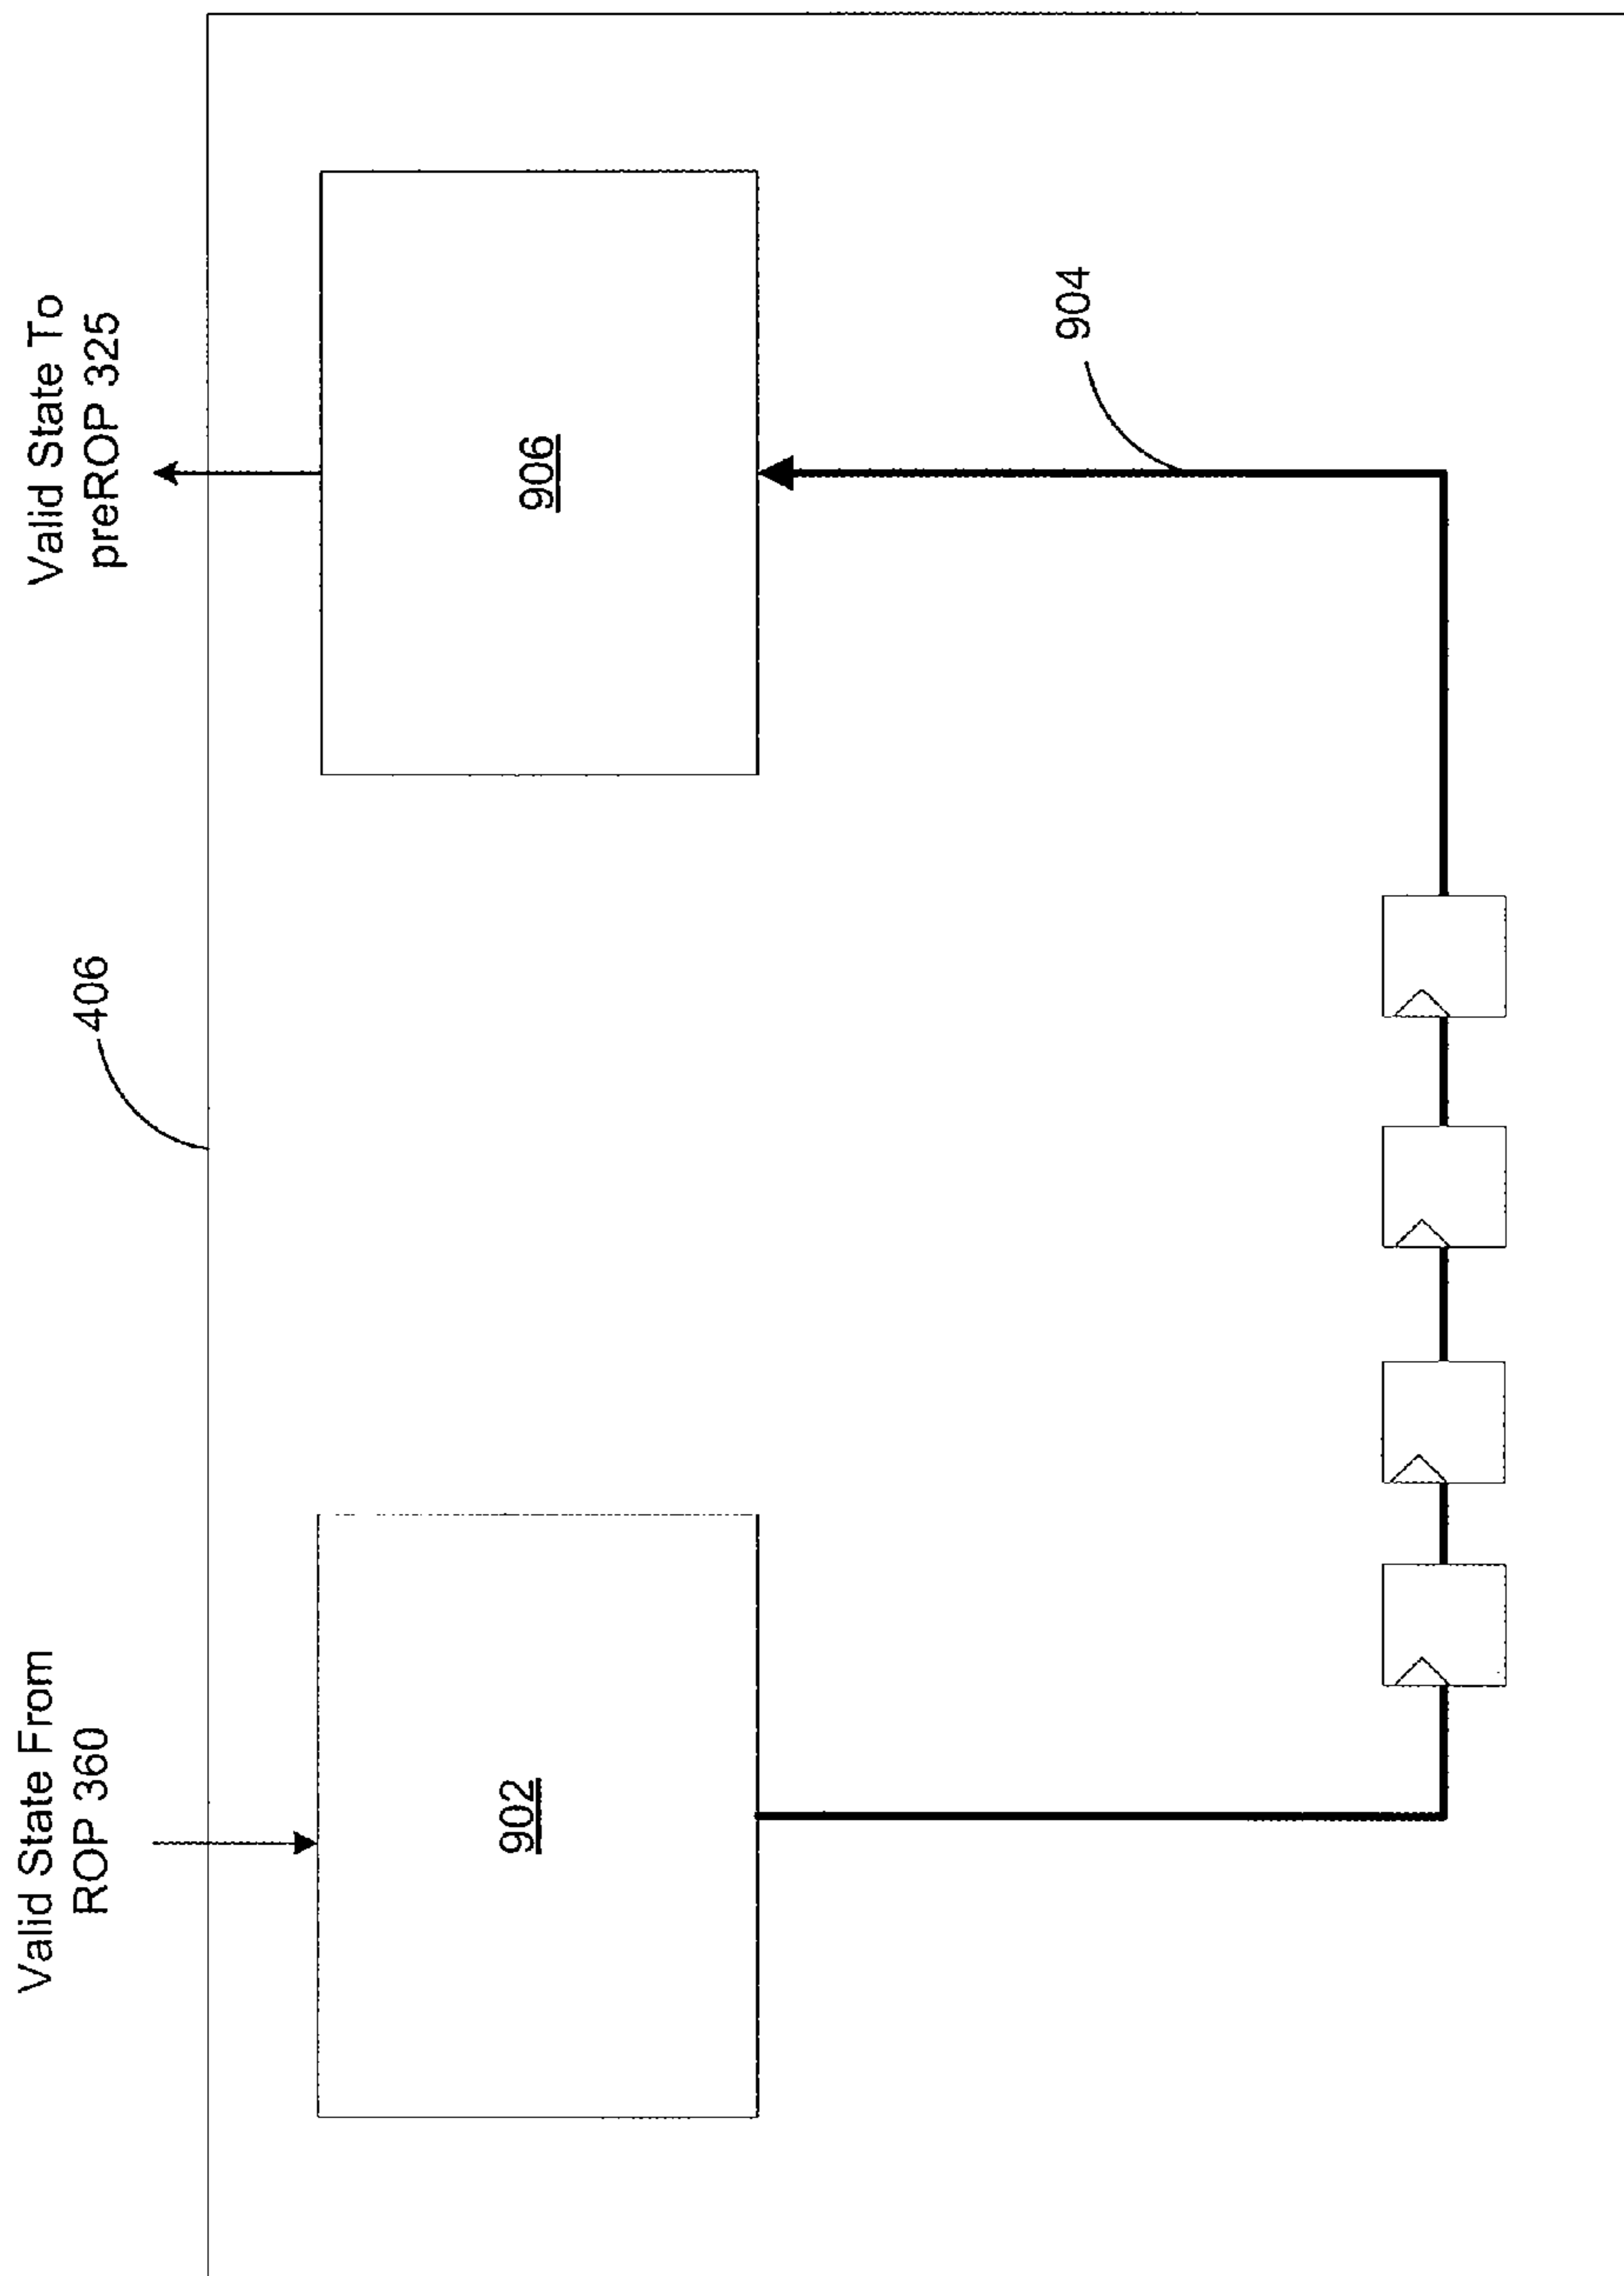 Valid State From
ROP 360
406
Valid State To
preROP 325
902
906
904